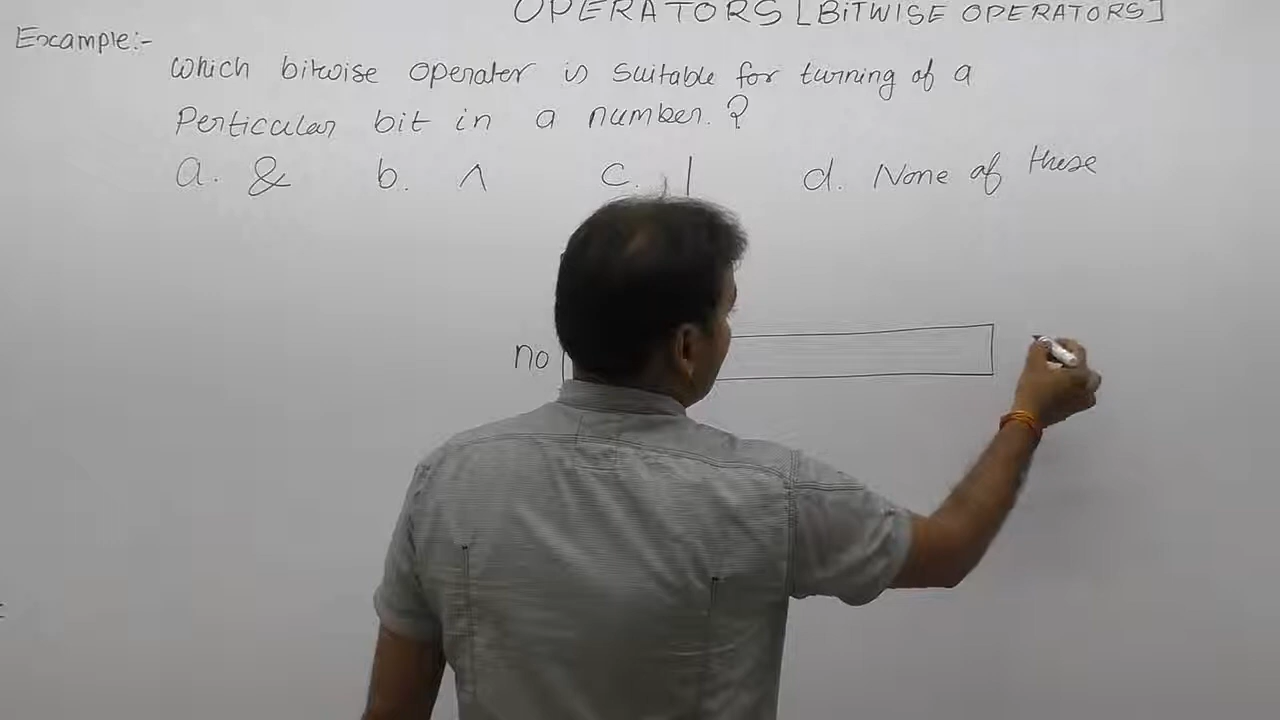 OPERATORS [BITWISE OPERATORS]
Excample:-
which bitwise operater is suitable for turning of a
Perticular bit in a number.?
a. & b. ^ c. | d. None of these
no